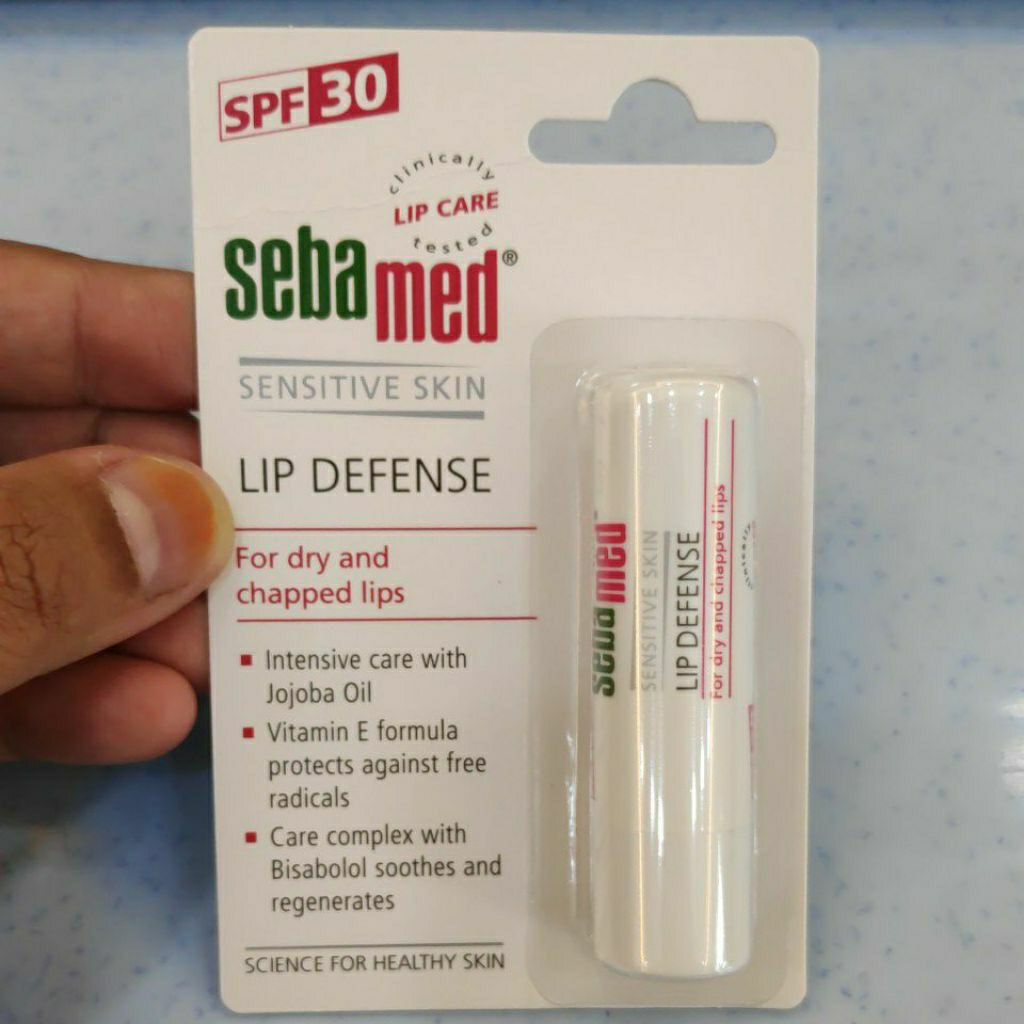 SPF 30
clinically
LIP CARE
tested
sebamed®
SENSITIVE SKIN
LIP DEFENSE
For dry and
chapped lips
Intensive care with
Jojoba Oil
Vitamin E formula
protects against free
radicals
Care complex with
Bisabolol soothes and
regenerates
SCIENCE FOR HEALTHY SKIN
sebamed
SENSITIVE SKIN
LIP DEFENSE
For dry and chapped lips